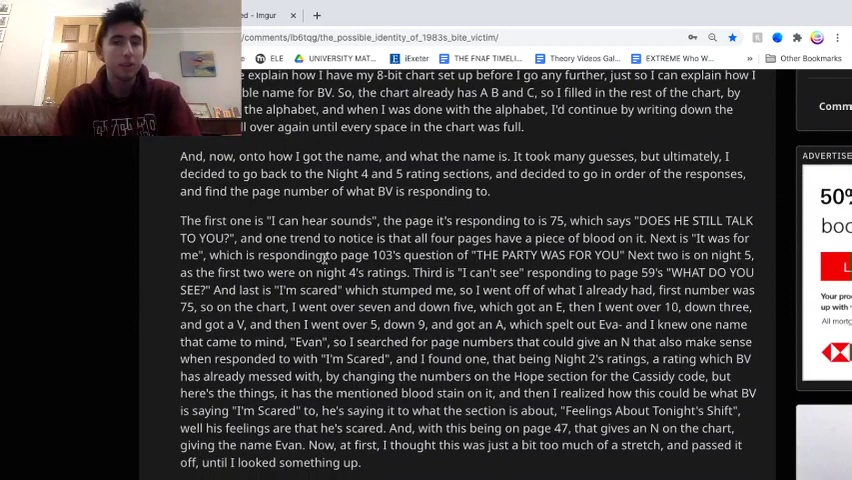 ed - Imgur
comments/lb6tqg/the_possible_identity_of_1983s_bite_victim/
ELE UNIVERSITY MAT... iExeter THE FNAF TIMELI... Theory Videos Gal... EXTREME Who W... Other Bookmarks
e explain how I have my 8-bit chart set up before I go any further, just so I can explain how I
ble name for BV. So, the chart already has A B and C, so I filled in the rest of the chart, by
the alphabet, and when I was done with the alphabet, I'd continue by writing down the
ll over again until every space in the chart was full.
Comm
And, now, onto how I got the name, and what the name is. It took many guesses, but ultimately, I
decided to go back to the Night 4 and 5 rating sections, and decided to go in order of the responses,
and find the page number of what BV is responding to.
ADVERTISE
The first one is "I can hear sounds", the page it's responding to is 75, which says "DOES HE STILL TALK
TO YOU?", and one trend to notice is that all four pages have a piece of blood on it. Next is "It was for
me", which is responding to page 103's question of "THE PARTY WAS FOR YOU" Next two is on night 5,
as the first two were on night 4's ratings. Third is "I can't see" responding to page 59's "WHAT DO YOU
SEE?" And last is "I'm scared" which stumped me, so I went off of what I already had, first number was
75, so on the chart, I went over seven and down five, which got an E, then I went over 10, down three,
and got a V, and then I went over 5, down 9, and got an A, which spelt out Eva- and I knew one name
that came to mind, "Evan", so I searched for page numbers that could give an N that also make sense
when responded to with "I'm Scared", and I found one, that being Night 2's ratings, a rating which BV
has already messed with, by changing the numbers on the Hope section for the Cassidy code, but
here's the things, it has the mentioned blood stain on it, and then I realized how this could be what BV
is saying "I'm Scared" to, he's saying it to what the section is about, "Feelings About Tonight's Shift",
well his feelings are that he's scared. And, with this being on page 47, that gives an N on the chart,
giving the name Evan. Now, at first, I thought this was just a bit too much of a stretch, and passed it
off, until I looked something up.
50%
boo
L
Your pro
up with
All mortg